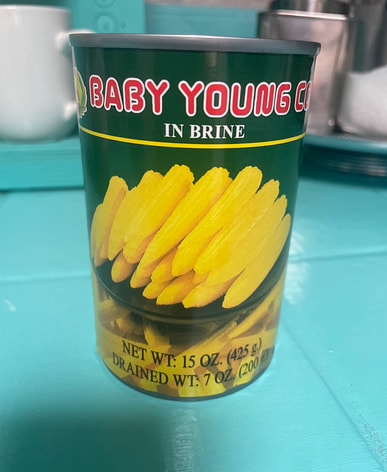 BABY YOUNG C
IN BRINE
NET WT: 15 OZ. (425 g.)
DRAINED WT: 7 OZ. (200